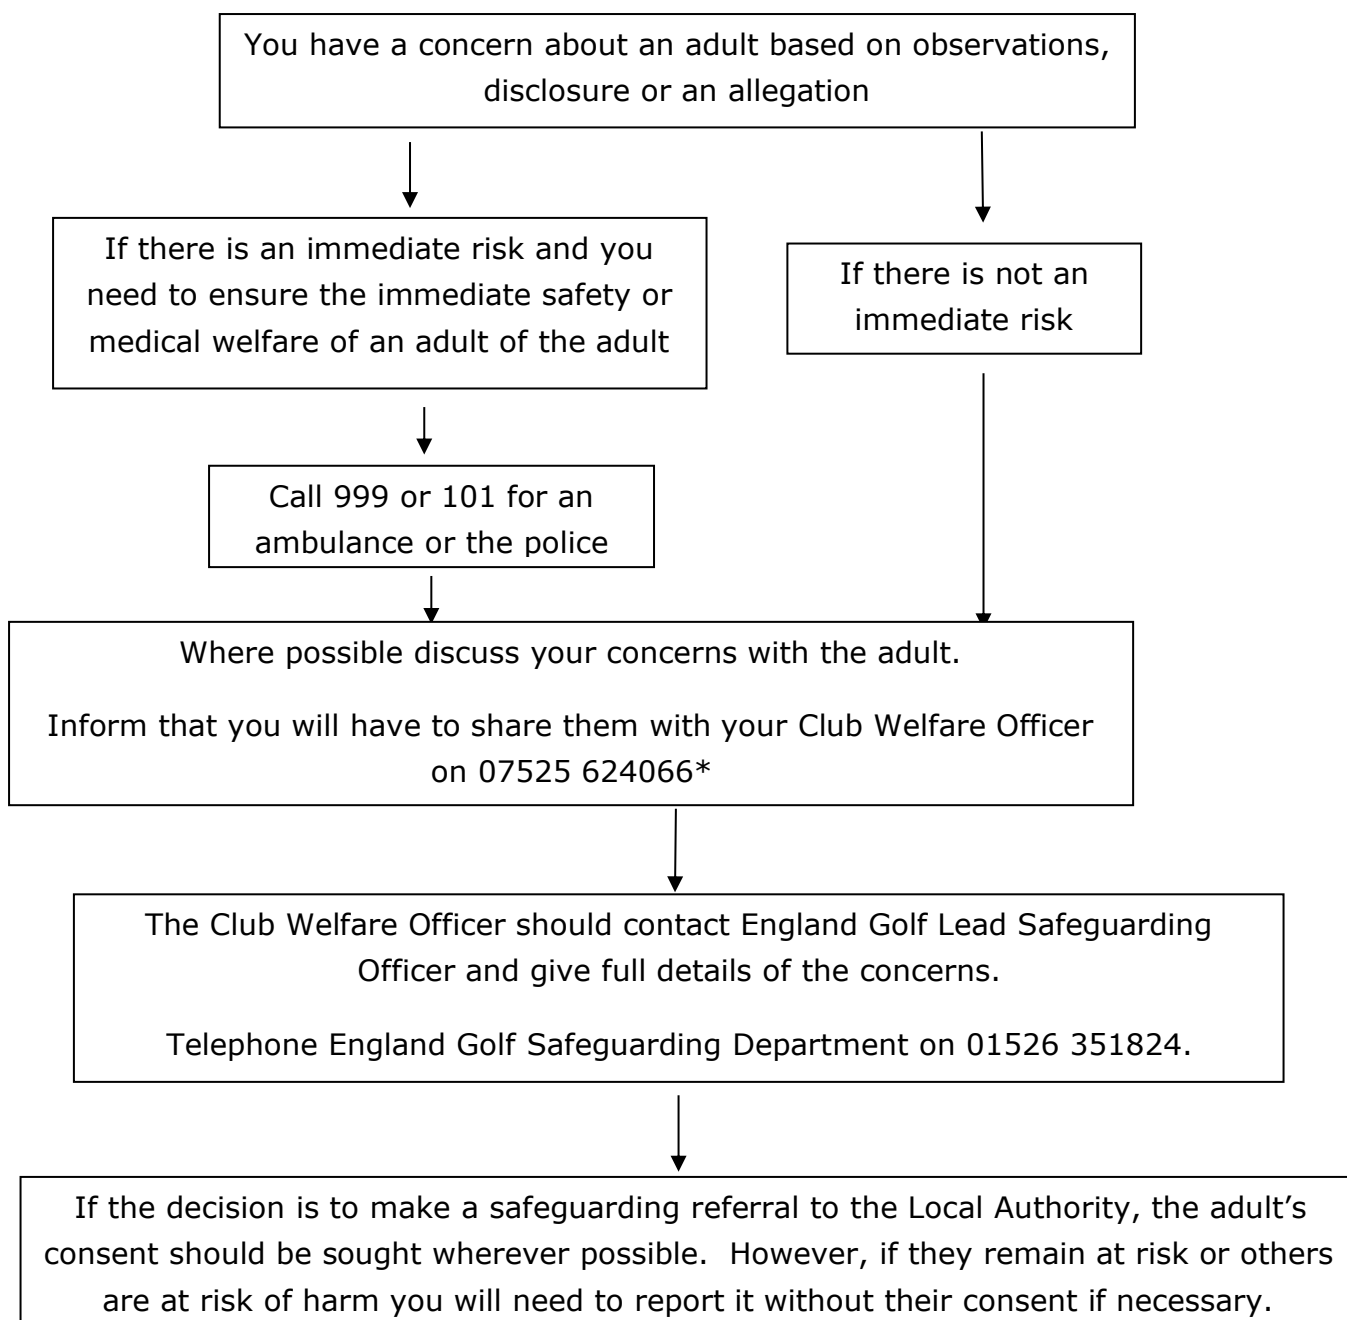 You have a concern about an adult based on observations,
disclosure or an allegation
If there is an immediate risk and you
need to ensure the immediate safety or
medical welfare of an adult of the adult
If there is not an
immediate risk
Call 999 or 101 for an
ambulance or the police
Where possible discuss your concerns with the adult.
Inform that you will have to share them with your Club Welfare Officer
on 07525 624066*
The Club Welfare Officer should contact England Golf Lead Safeguarding
Officer and give full details of the concerns.
Telephone England Golf Safeguarding Department on 01526 351824.
If the decision is to make a safeguarding referral to the Local Authority, the adult’s
consent should be sought wherever possible.  However, if they remain at risk or others
are at risk of harm you will need to report it without their consent if necessary.